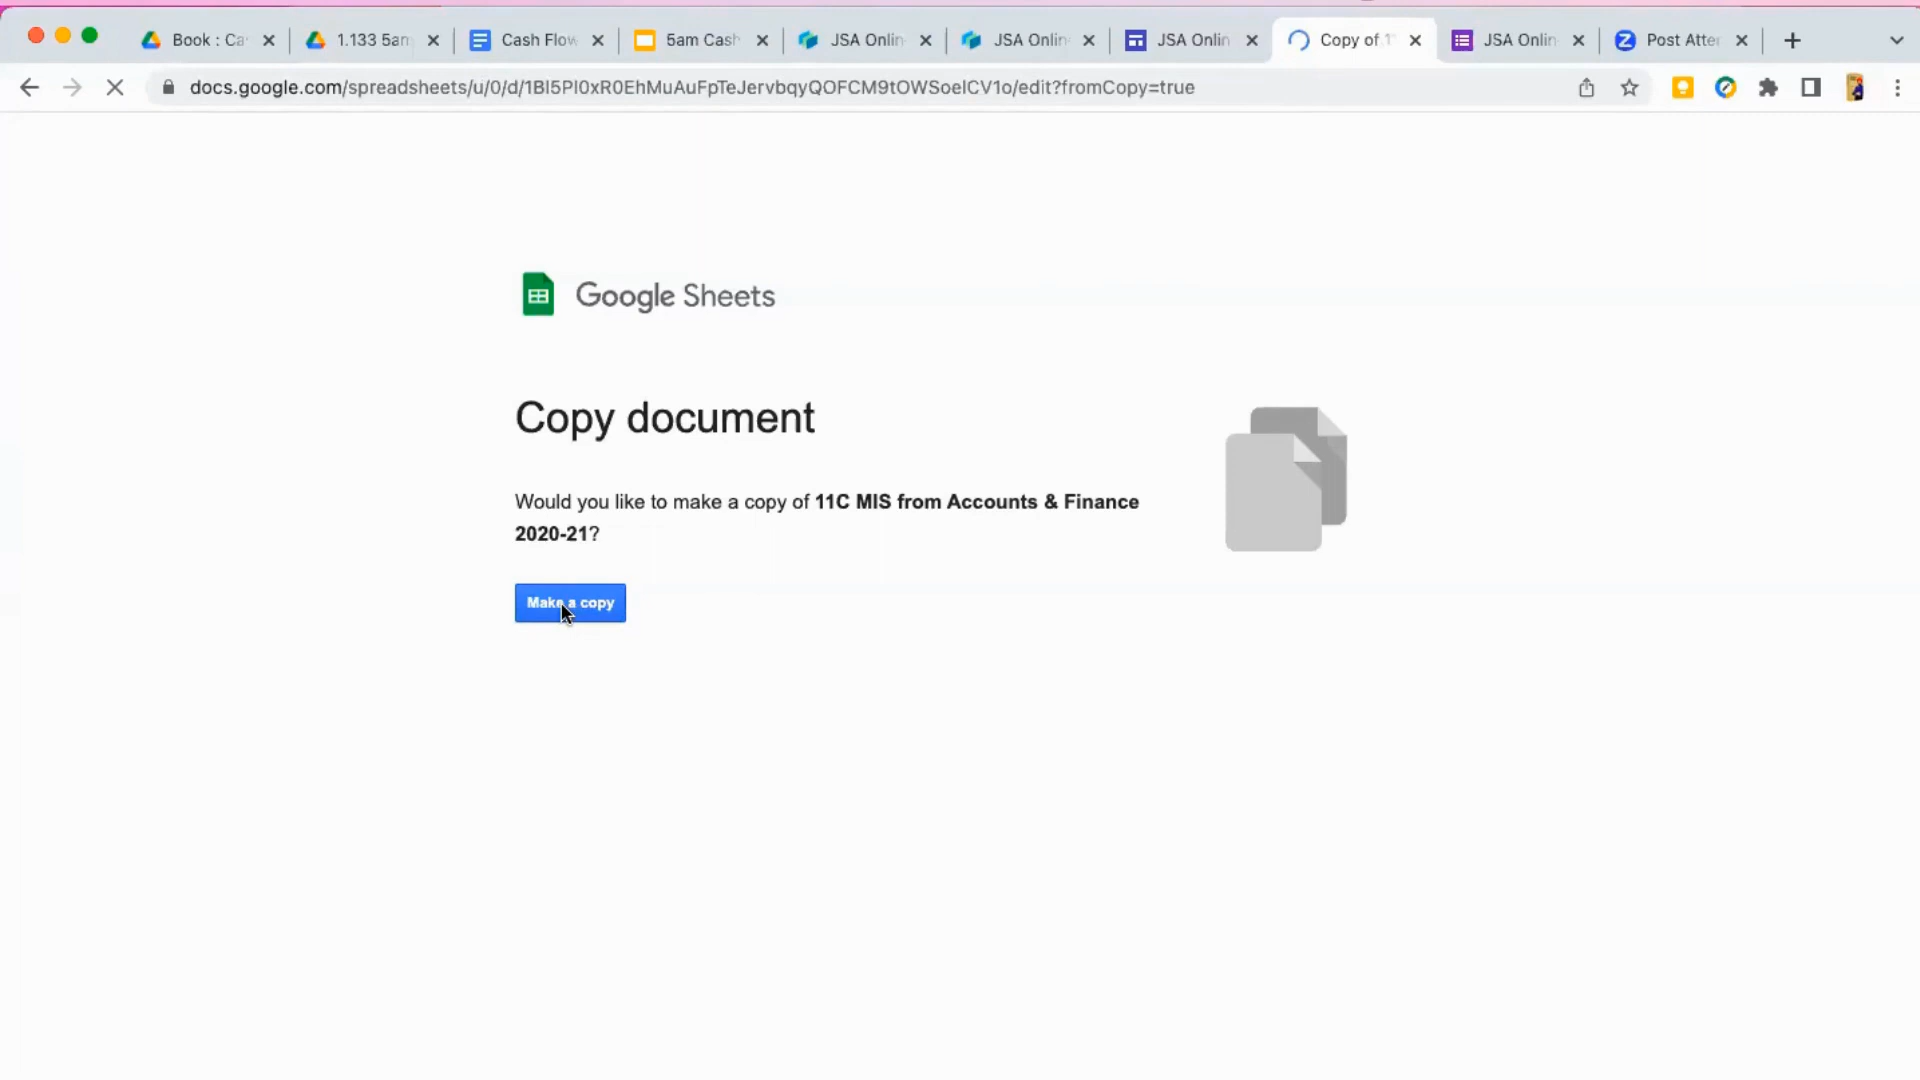 Book : Ca
1.133 5am
Cash Flow
5am Cash
JSA Onlin
JSA Onlin
JSA Onlin
Copy of 1
JSA Onlin
Post Atter
docs.google.com/spreadsheets/u/0/d/1BI5PI0xR0EhMuAuFpTeJervbqyQOFCM9tOWSoeICV1o/edit?fromCopy=true
Google Sheets
Copy document
Would you like to make a copy of 11C MIS from Accounts & Finance
2020-21?
Make a copy